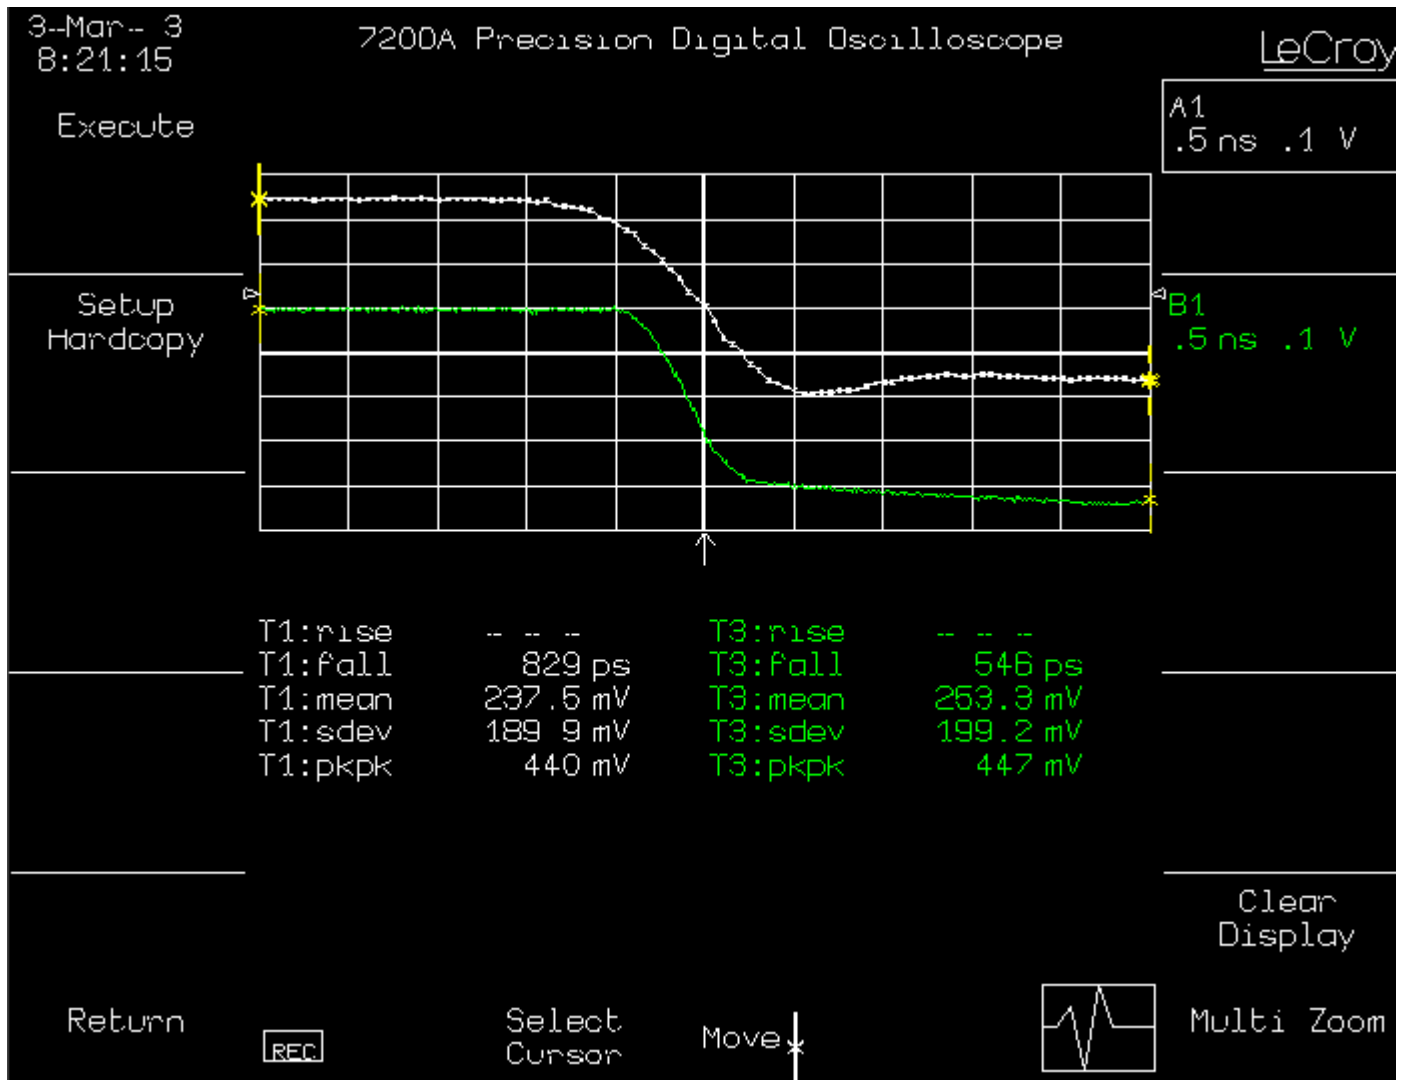 3-Mar- 3
8:21:15
7200A Precision Digital Oscilloscope
LeCroy
Execute
A1
.5 ns .1 V
Setup
Hardcopy
B1
.5 ns .1 V
T1:rise - - - T3:rise - - -
T1:fall 829 ps T3:fall 546 ps
T1:mean 237.5 mV T3:mean 253.3 mV
T1:sdev 189 9 mV T3:sdev 199.2 mV
T1:pkpk 440 mV T3:pkpk 447 mV
Clear
Display
Return
REC
Select
Cursor
Move
Multi Zoom